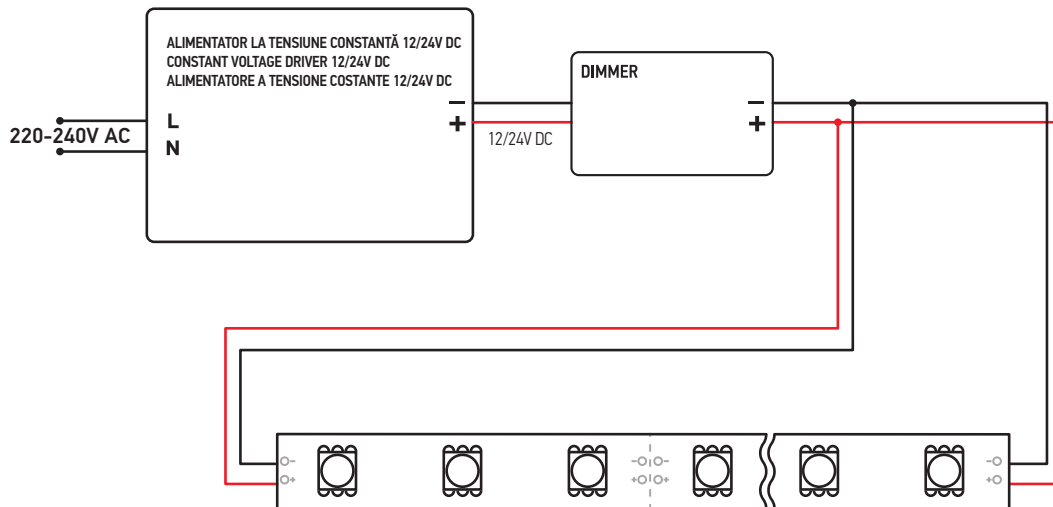 ALIMENTATOR LA TENSIUNE CONSTANTĂ 12/24V DC
CONSTANT VOLTAGE DRIVER 12/24V DC
ALIMENTATORE A TENSIONE COSTANTE 12/24V DC
DIMMER
220-240V AC
L
N
−
+
12/24V DC
−
+
-
+
- -
+ +
-
+